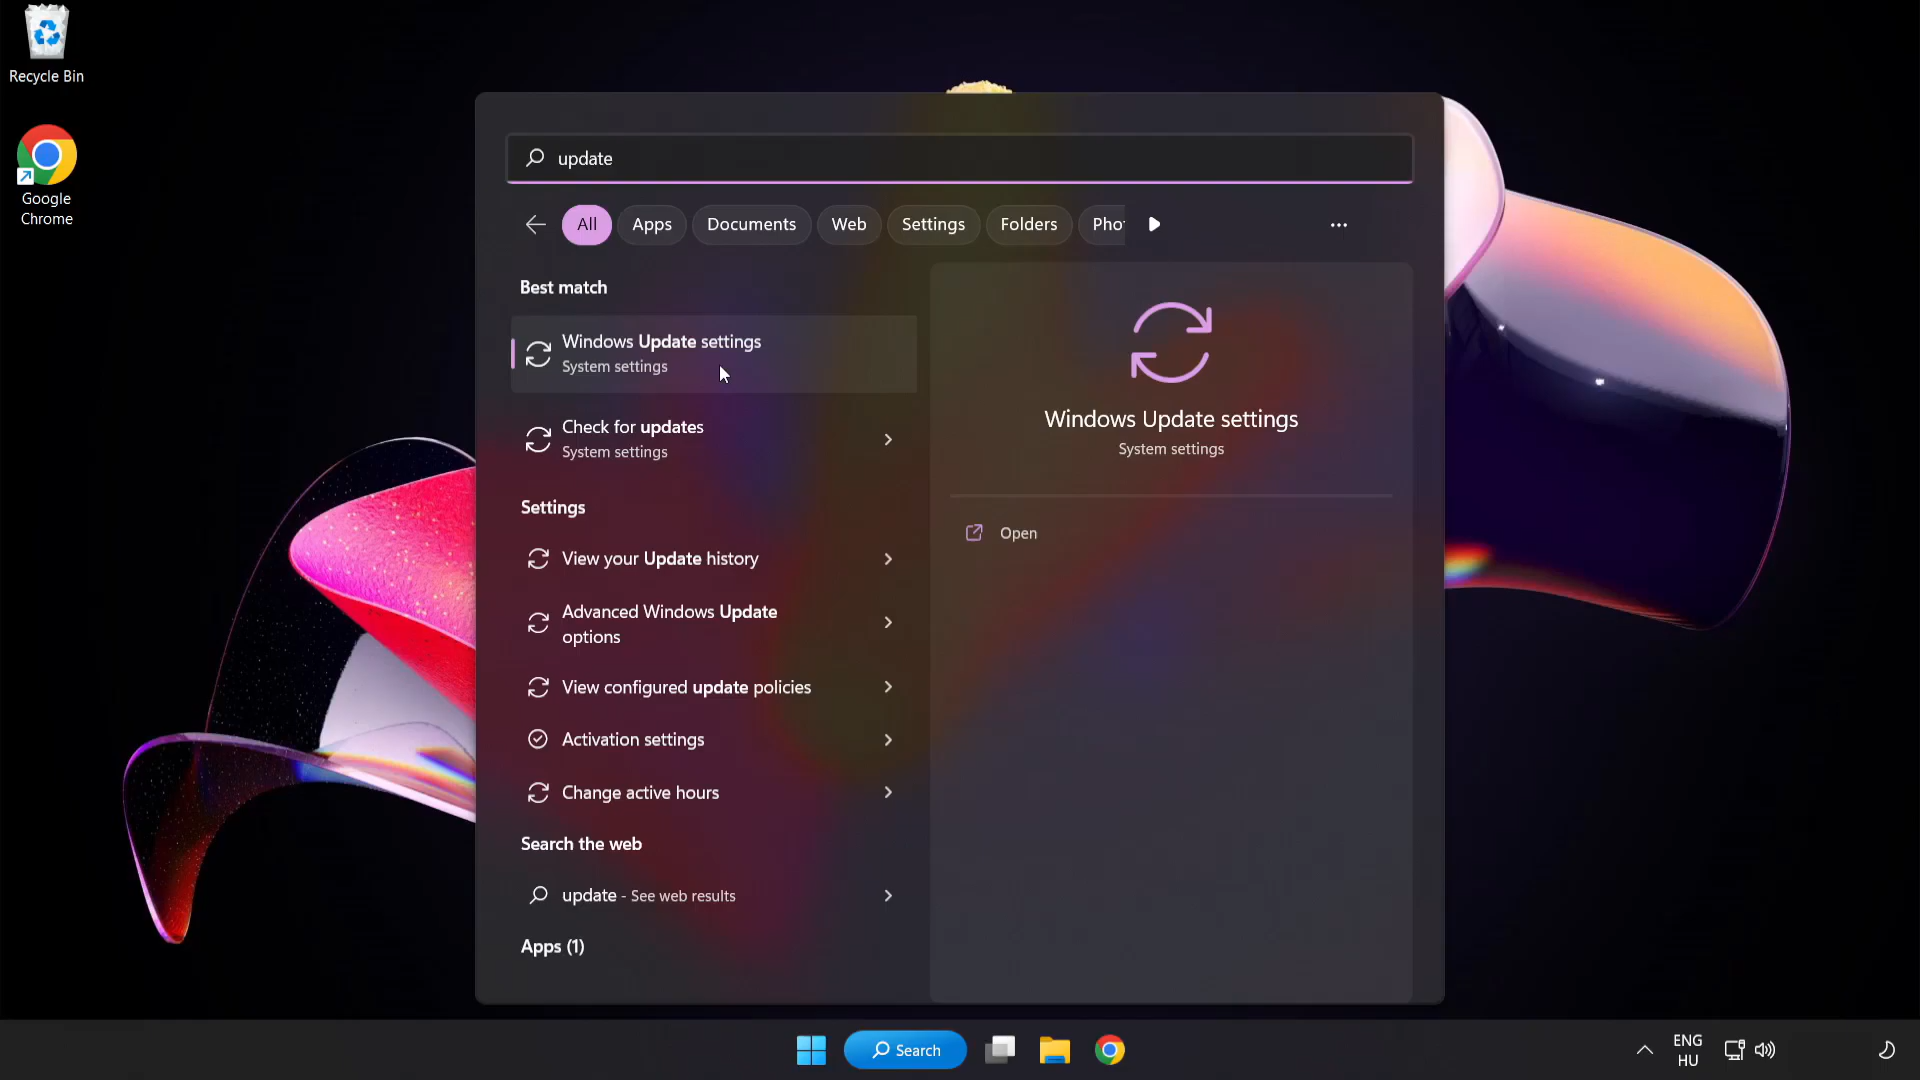 Recycle Bin
Google
Chrome
update
All
Apps
Documents
Web
Settings
Folders
Best match
Windows Update settings
System settings
Check for updates
System settings
Settings
View your Update history
Advanced Windows Update
options
View configured update policies
Activation settings
Change active hours
Search the web
update - See web results
Apps (1)
Windows Update settings
System settings
Open
Search
ENG
HU